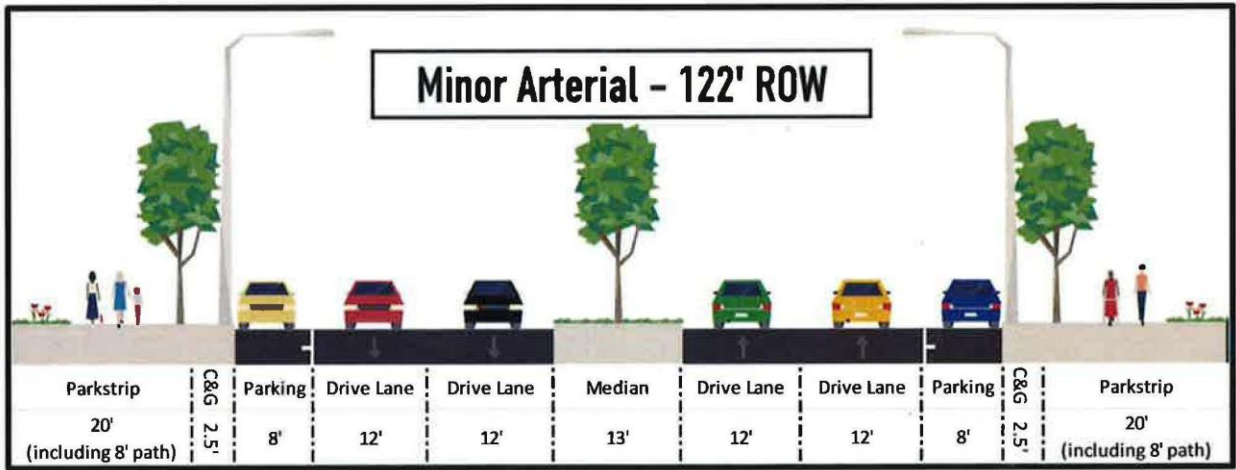 Minor Arterial - 122' ROW
Parkstrip
C&G
Parking
Drive Lane
Drive Lane
Median
Drive Lane
Drive Lane
Parking
C&G
Parkstrip
20'
(including 8' path)
2.5'
8'
12'
12'
13'
12'
12'
8'
2.5'
20'
(including 8' path)